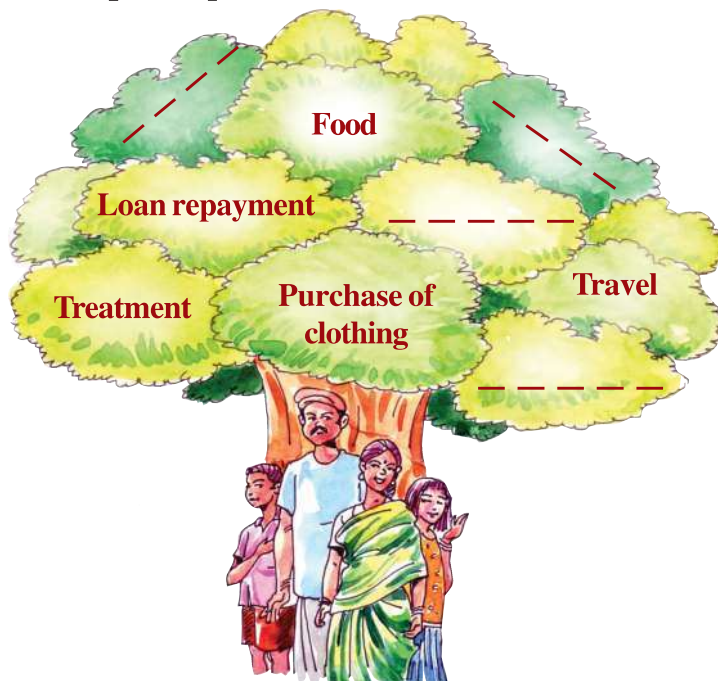 Food
Loan repayment
Travel
Treatment
Purchase of
clothing